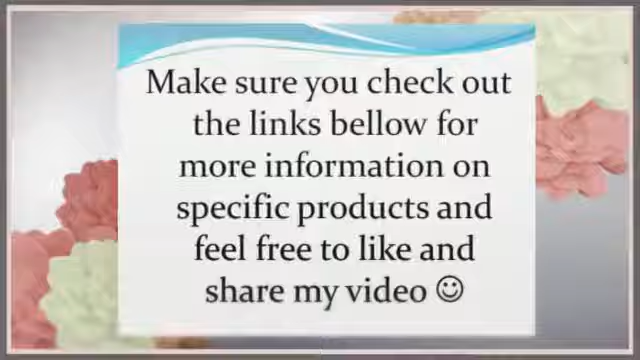 Make sure you check out
the links bellow for
more information on
specific products and
feel free to like and
share my video ☺